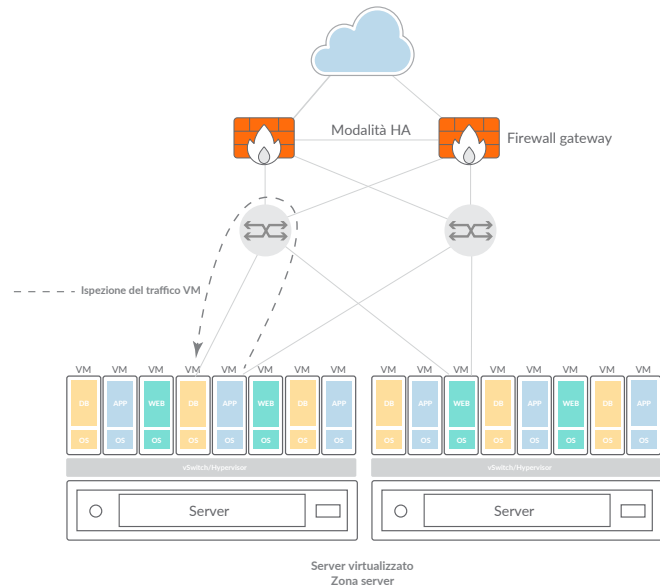 Modalità HA
Firewall gateway
Ispezione del traffico VM
VM VM VM VM VM VM VM VM
VM VM VM VM VM VM VM VM
DB APP WEB DB APP WEB DB APP
DB APP WEB DB APP WEB DB APP
OS OS OS OS OS OS OS OS
OS OS OS OS OS OS OS OS
vSwitch/Hypervisor
vSwitch/Hypervisor
Server
Server
Server virtualizzato
Zona server